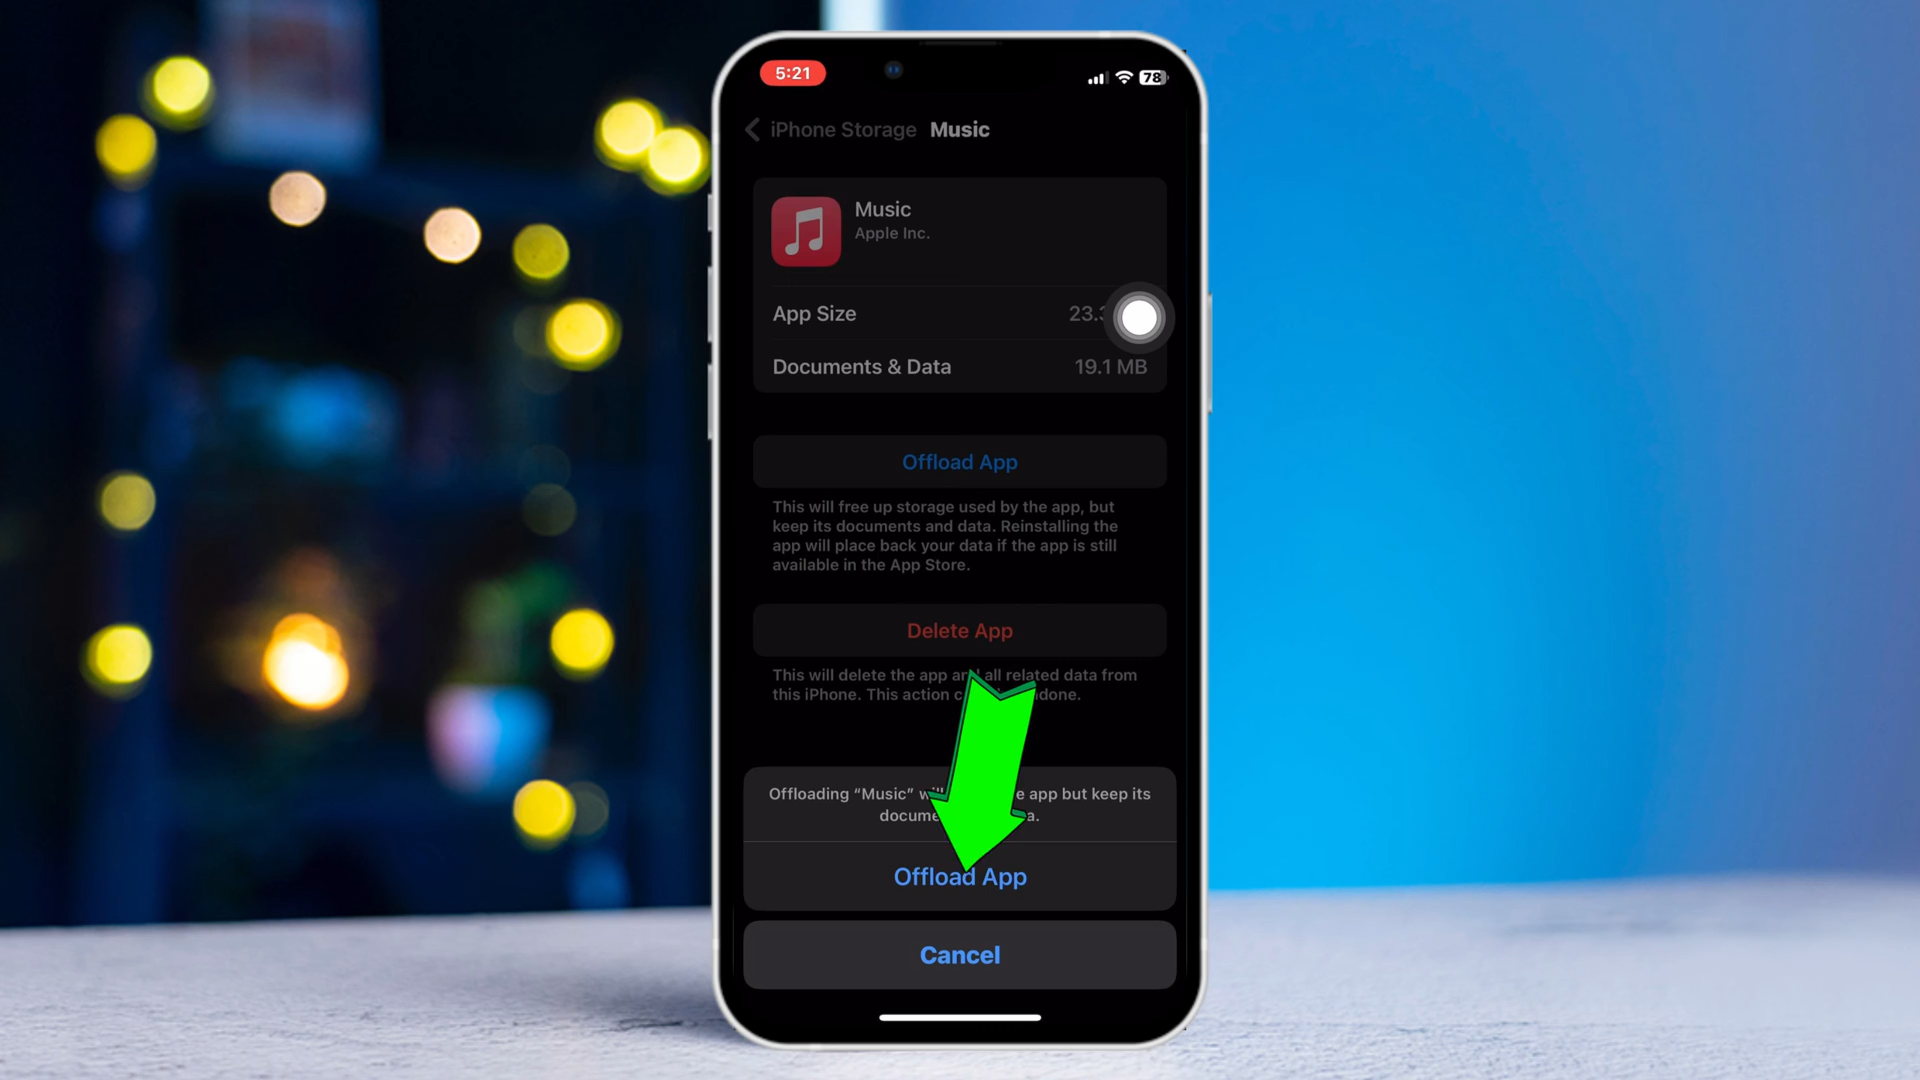 5:21
78
iPhone Storage Music
Music
Apple Inc.
App Size 23.
Documents & Data 19.1 MB
Offload App
This will free up storage used by the app, but
keep its documents and data. Reinstalling the
app will place back your data if the app is still
available in the App Store.
Delete App
This will delete the app and all related data from
this iPhone. This action
Offloading “Music” app but keep its
Offload App
Cancel